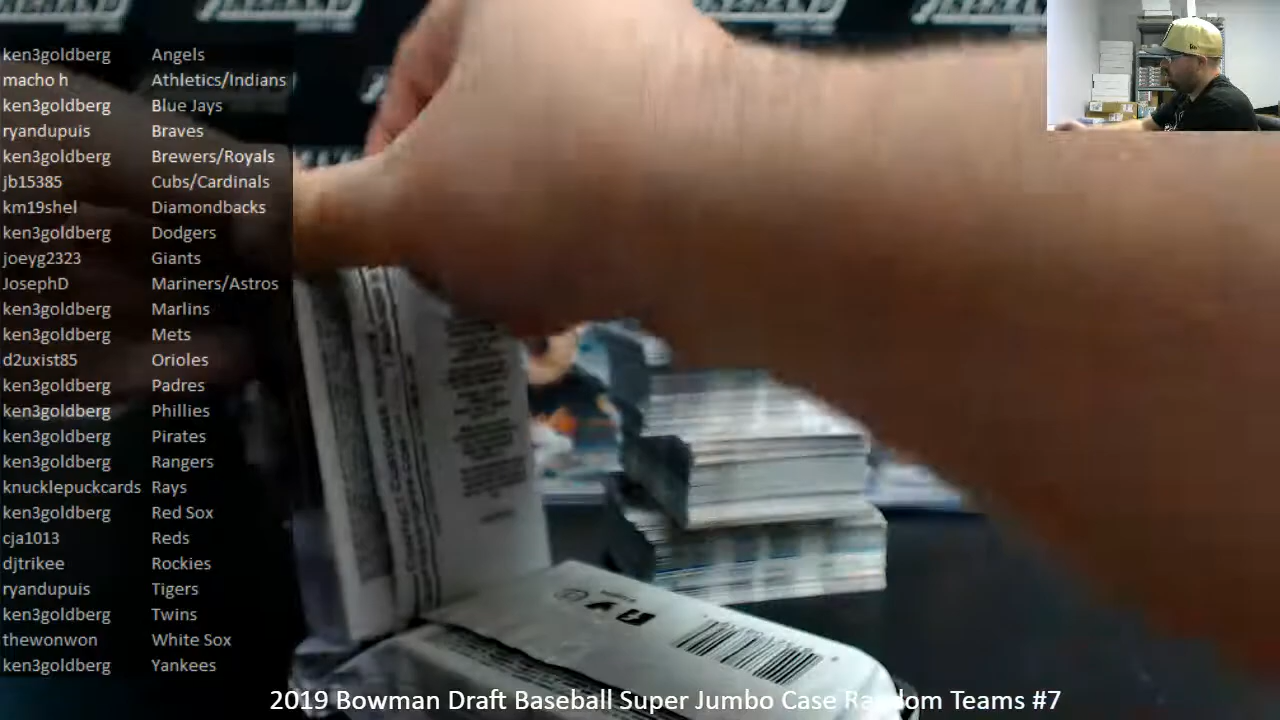 ken3goldberg Angels
macho h Athletics/Indians
ken3goldberg Blue Jays
ryandupuis Braves
ken3goldberg Brewers/Royals
jb15385 Cubs/Cardinals
km19shel Diamondbacks
ken3goldberg Dodgers
joeyg2323 Giants
JosephD Mariners/Astros
ken3goldberg Marlins
ken3goldberg Mets
d2uxist85 Orioles
ken3goldberg Padres
ken3goldberg Phillies
ken3goldberg Pirates
ken3goldberg Rangers
knucklepuckcards Rays
ken3goldberg Red Sox
cja1013 Reds
djtrikee Rockies
ryandupuis Tigers
ken3goldberg Twins
thewonwon White Sox
ken3goldberg Yankees
2019 Bowman Draft Baseball Super Jumbo Case Random Teams #7